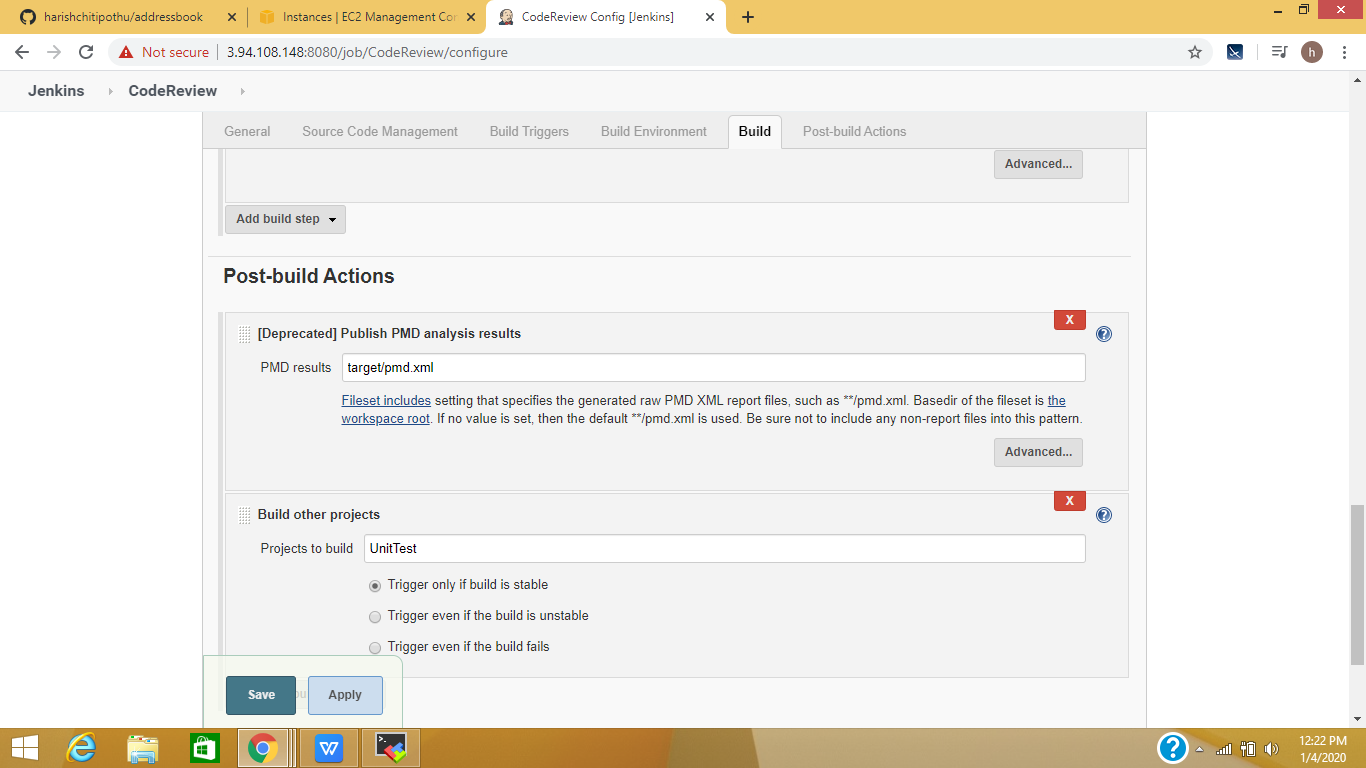 harishchitipothu/addressbook
Instances | EC2 Management Cor
CodeReview Config [Jenkins]
Not secure | 3.94.108.148:8080/job/CodeReview/configure
h
Jenkins CodeReview
General Source Code Management Build Triggers Build Environment Build Post-build Actions
Advanced...
Add build step
Post-build Actions
X
[Deprecated] Publish PMD analysis results
PMD results target/pmd.xml
Fileset includes setting that specifies the generated raw PMD XML report files, such as **/pmd.xml. Basedir of the fileset is the
workspace root. If no value is set, then the default **/pmd.xml is used. Be sure not to include any non-report files into this pattern.
Advanced...
X
Build other projects
Projects to build UnitTest
Trigger only if build is stable
Trigger even if the build is unstable
Trigger even if the build fails
Save Apply
12:22 PM
1/4/2020